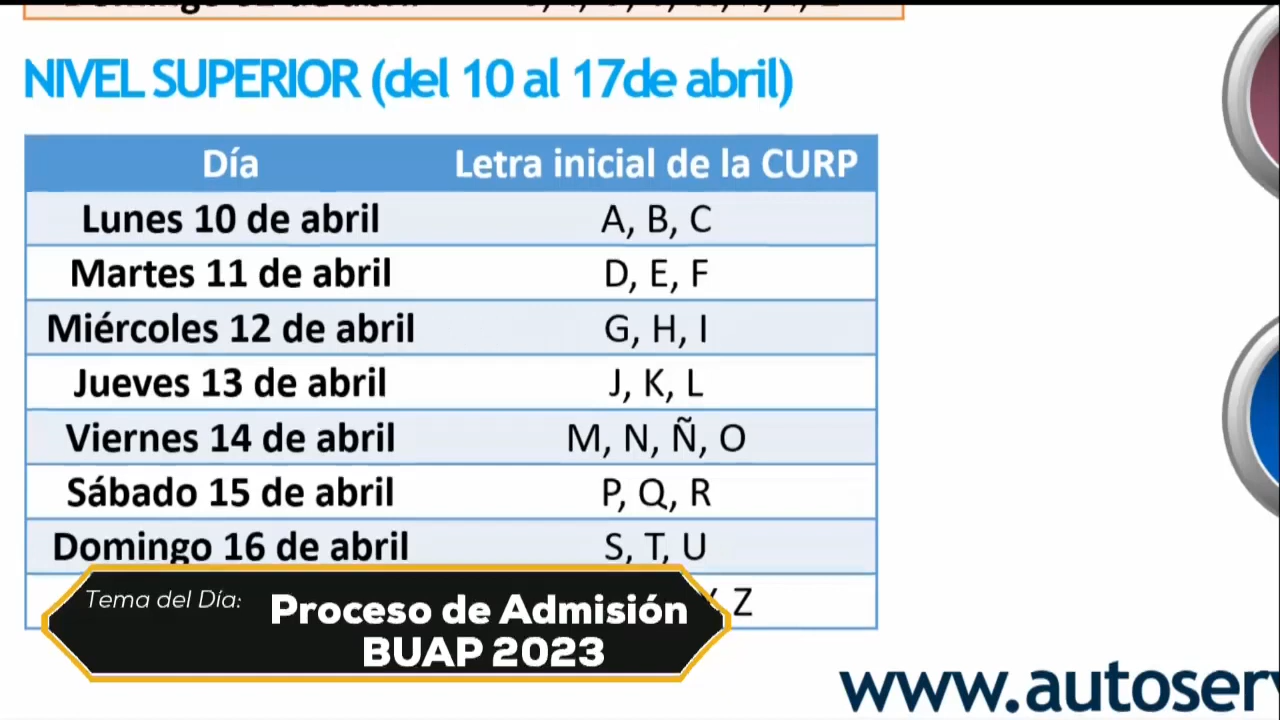 NIVEL SUPERIOR (del 10 al 17de abril)
Día Letra inicial de la CURP
Lunes 10 de abril A, B, C
Martes 11 de abril D, E, F
Miércoles 12 de abril G, H, I
Jueves 13 de abril J, K, L
Viernes 14 de abril M, N, Ñ, O
Sábado 15 de abril P, Q, R
Domingo 16 de abril S, T, U
Z
Tema del Día: Proceso de Admisión
BUAP 2023
www.autoserv